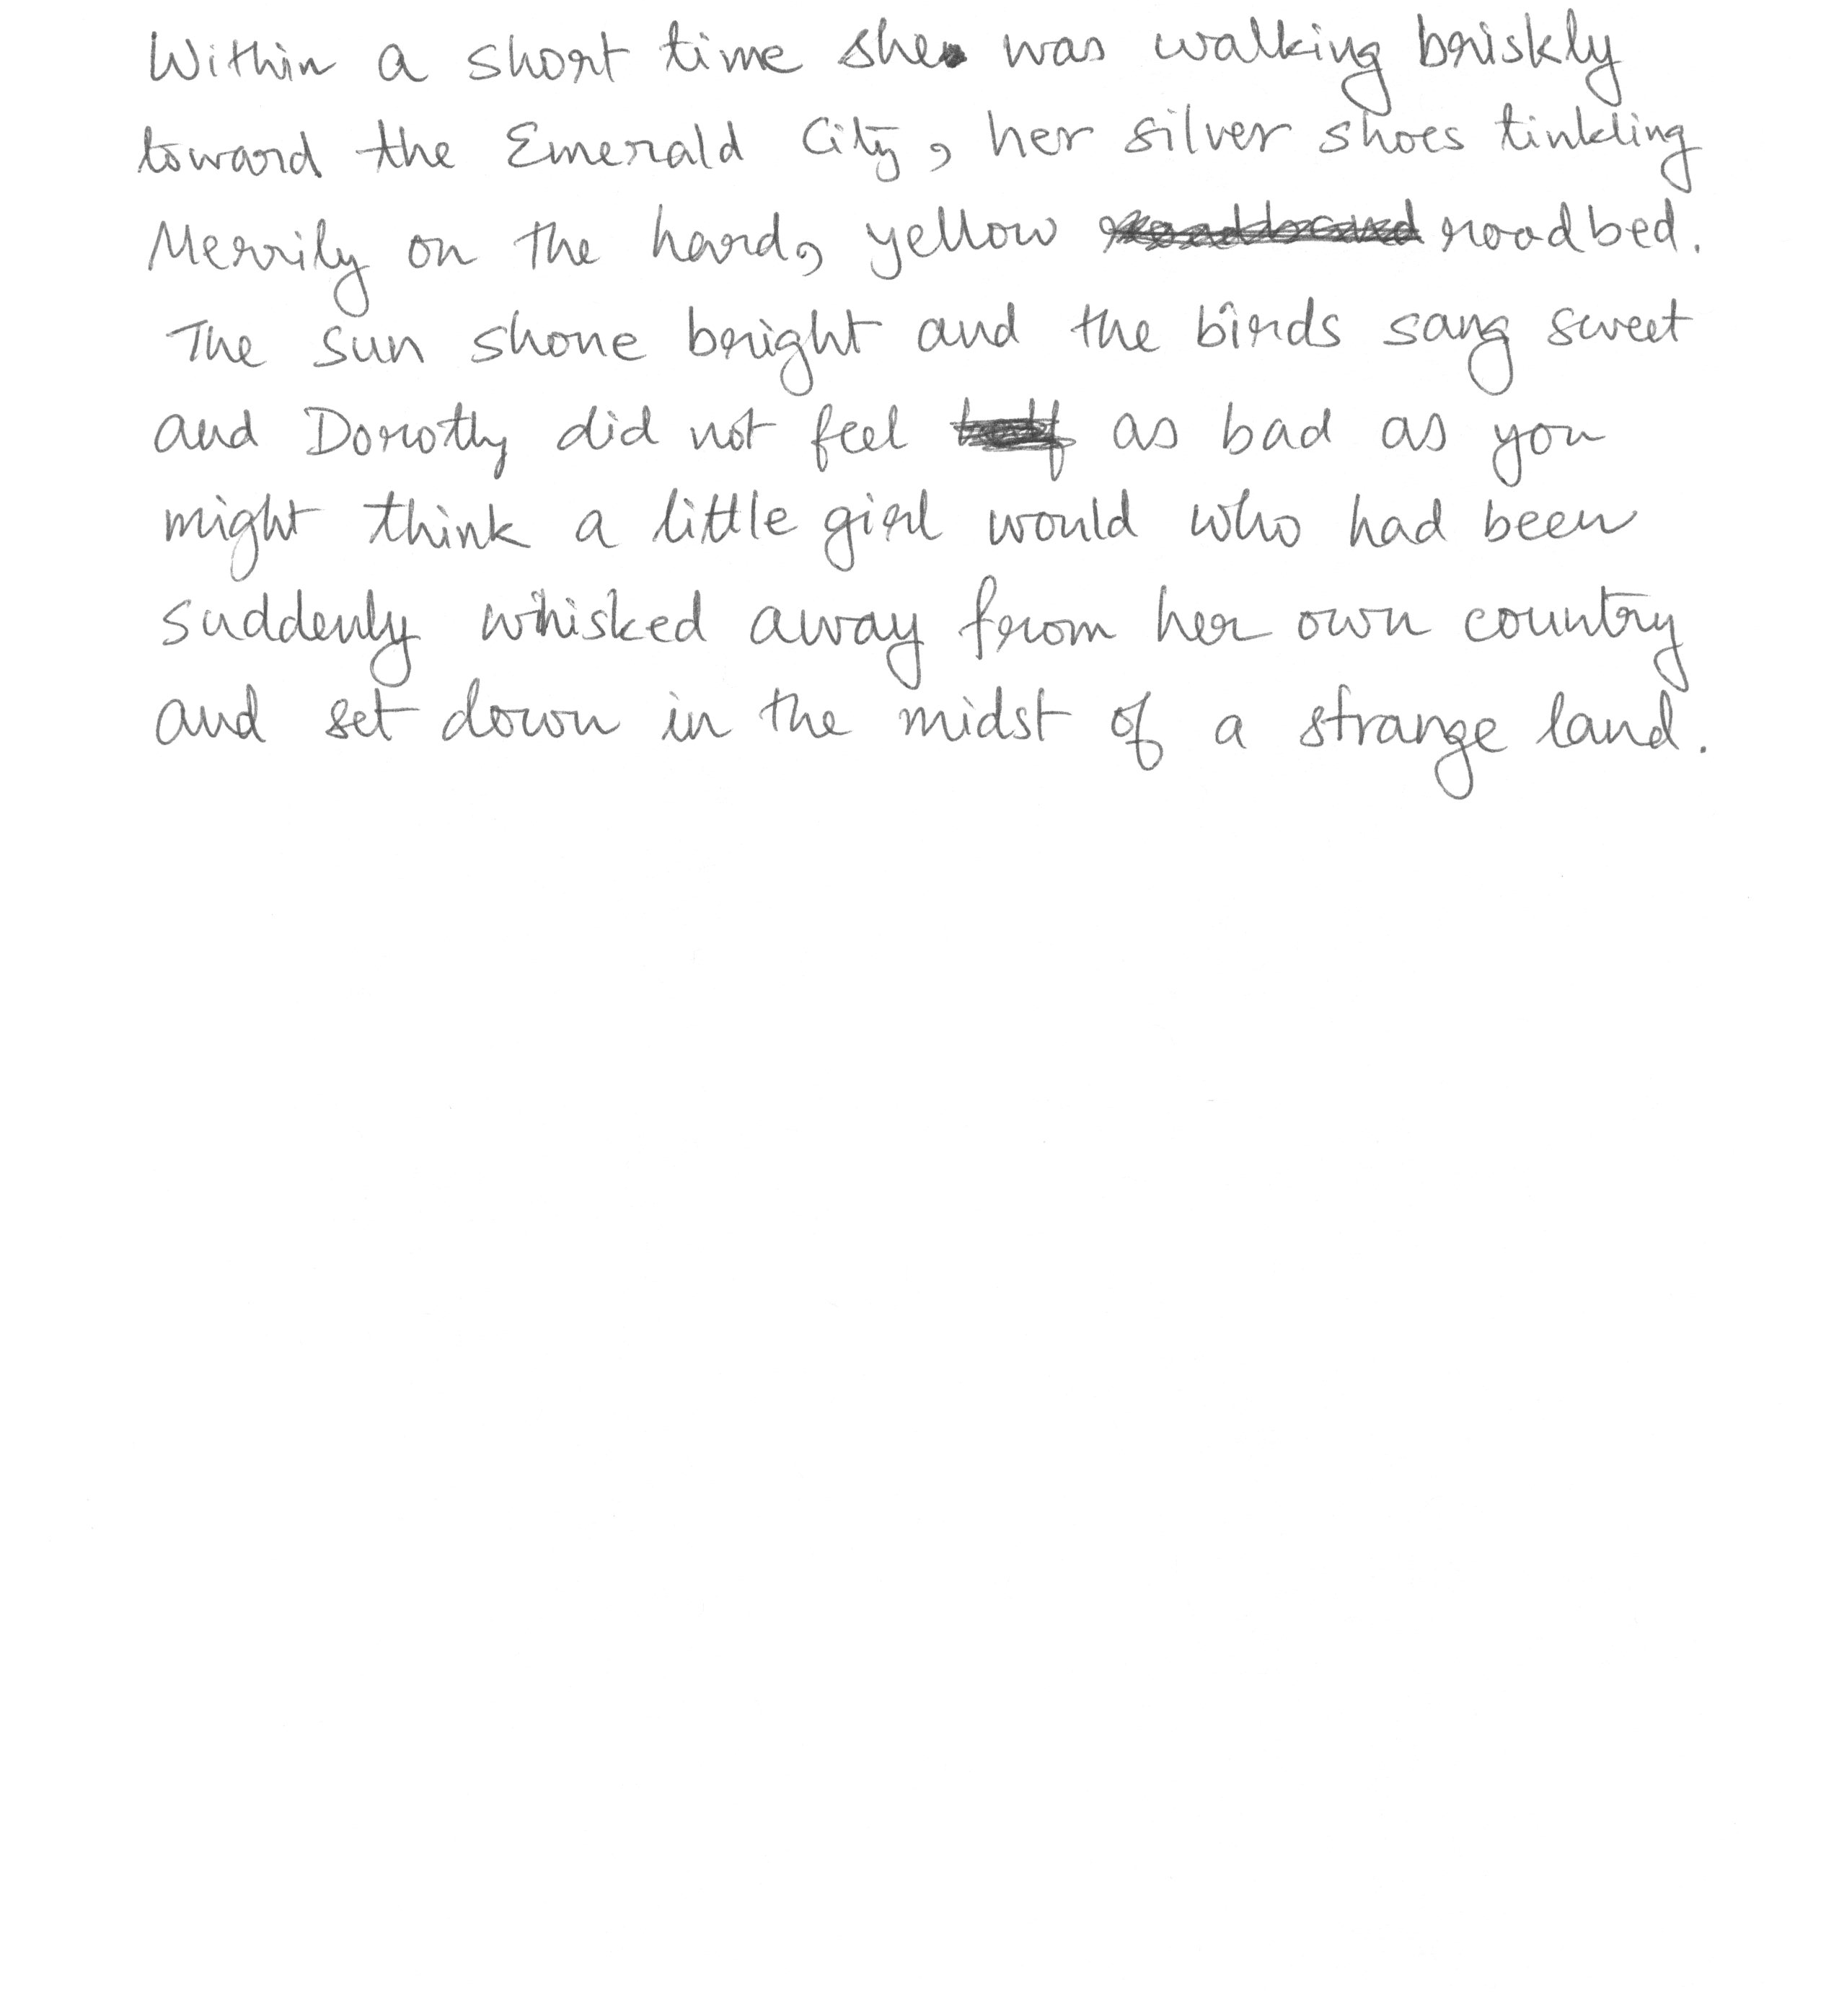 Within a short time she was walking briskly
toward the Emerald City, her silver shoes tinkling
Merrily on the hard, yellow roadbed.
The sun shone bright and the birds sang sweet
and Dorothy did not feel as bad as you
might think a little girl would who had been
suddenly whisked away from her own country
and set down in the midst of a strange land.